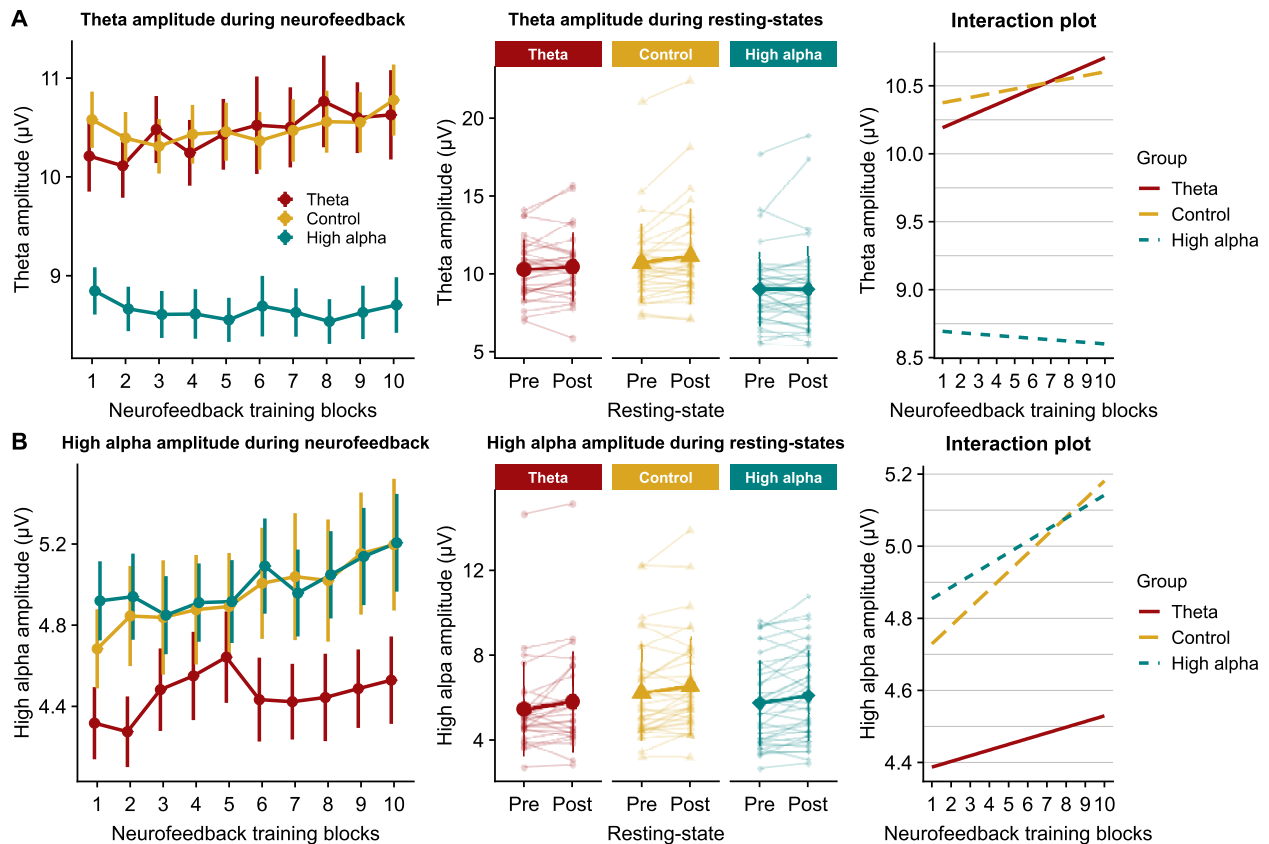 A
Theta amplitude during neurofeedback
Theta amplitude (µV)
11
10
9
Theta
Control
High alpha
1 2 3 4 5 6 7 8 9 10
Neurofeedback training blocks
Theta amplitude during resting-states
Theta Control High alpha
Theta amplitude (µV)
20
15
10
5
Pre Post Pre Post Pre Post
Resting-state
Interaction plot
Theta amplitude (µV)
10.5
10.0
9.5
9.0
8.5
1 2 3 4 5 6 7 8 9 10
Neurofeedback training blocks
Group
Theta
Control
High alpha
B
High alpha amplitude during neurofeedback
High alpha amplitude (µV)
5.2
4.8
4.4
1 2 3 4 5 6 7 8 9 10
Neurofeedback training blocks
High alpha amplitude during resting-states
Theta Control High alpha
High alpa amplitude (µV)
12
8
4
Pre Post Pre Post Pre Post
Resting-state
Interaction plot
High alpha amplitude (µV)
5.2
5.0
4.8
4.6
4.4
1 2 3 4 5 6 7 8 9 10
Neurofeedback training blocks
Group
Theta
Control
High alpha